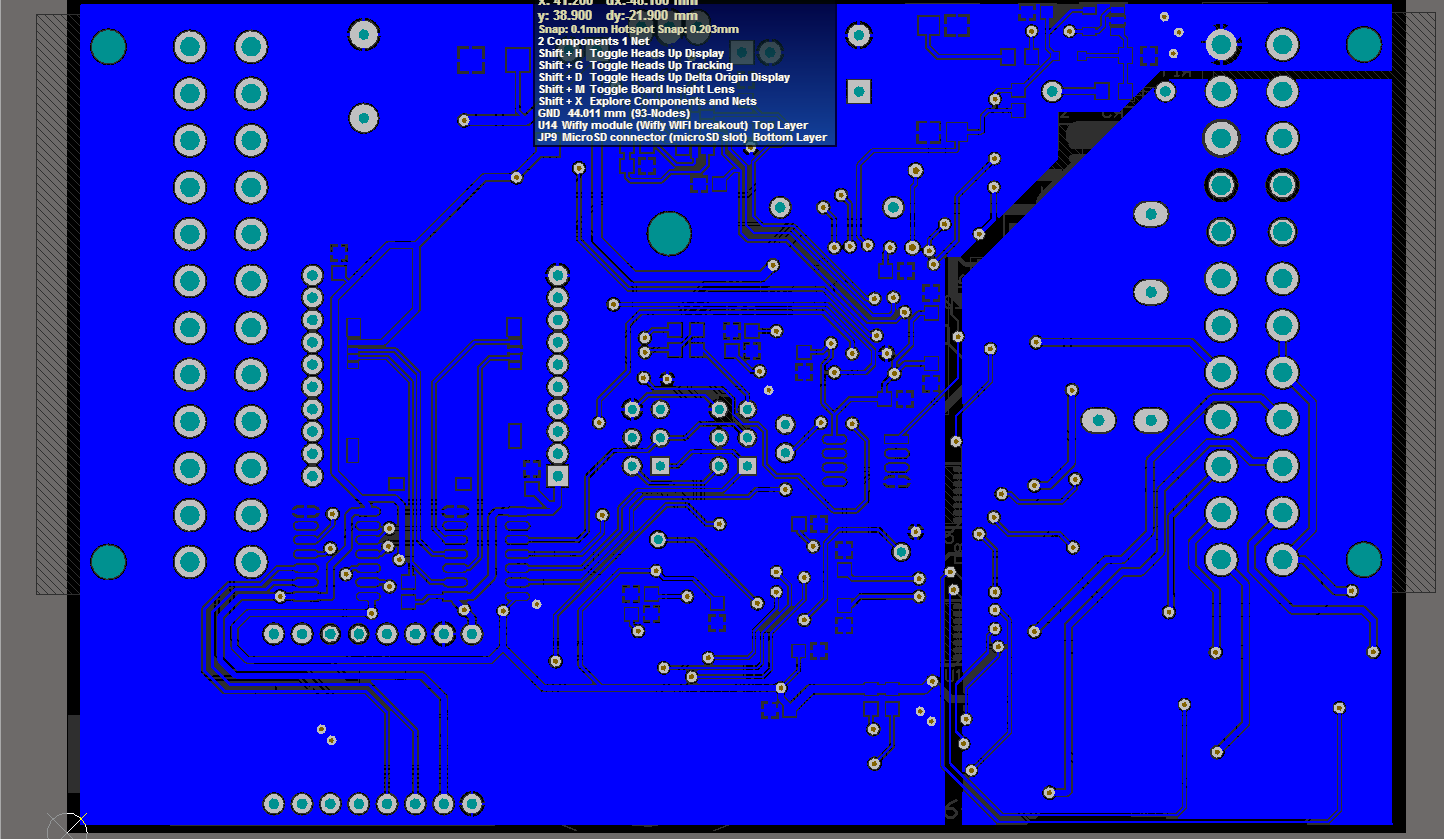 x: 41.200 dx:-48.100 mm
y: 38.900 dy:-21.900 mm
Snap: 0.1mm Hotspot Snap: 0.203mm
2 Components 1 Net
Shift + H Toggle Heads Up Display
Shift + G Toggle Heads Up Tracking
Shift + D Toggle Heads Up Delta Origin Display
Shift + M Toggle Board Insight Lens
Shift + X Explore Components and Nets
GND 44.011 mm (93-Nodes)
U14 Wifly module (Wifly WIFI breakout) Top Layer
JP9 MicroSD connector (microSD slot) Bottom Layer